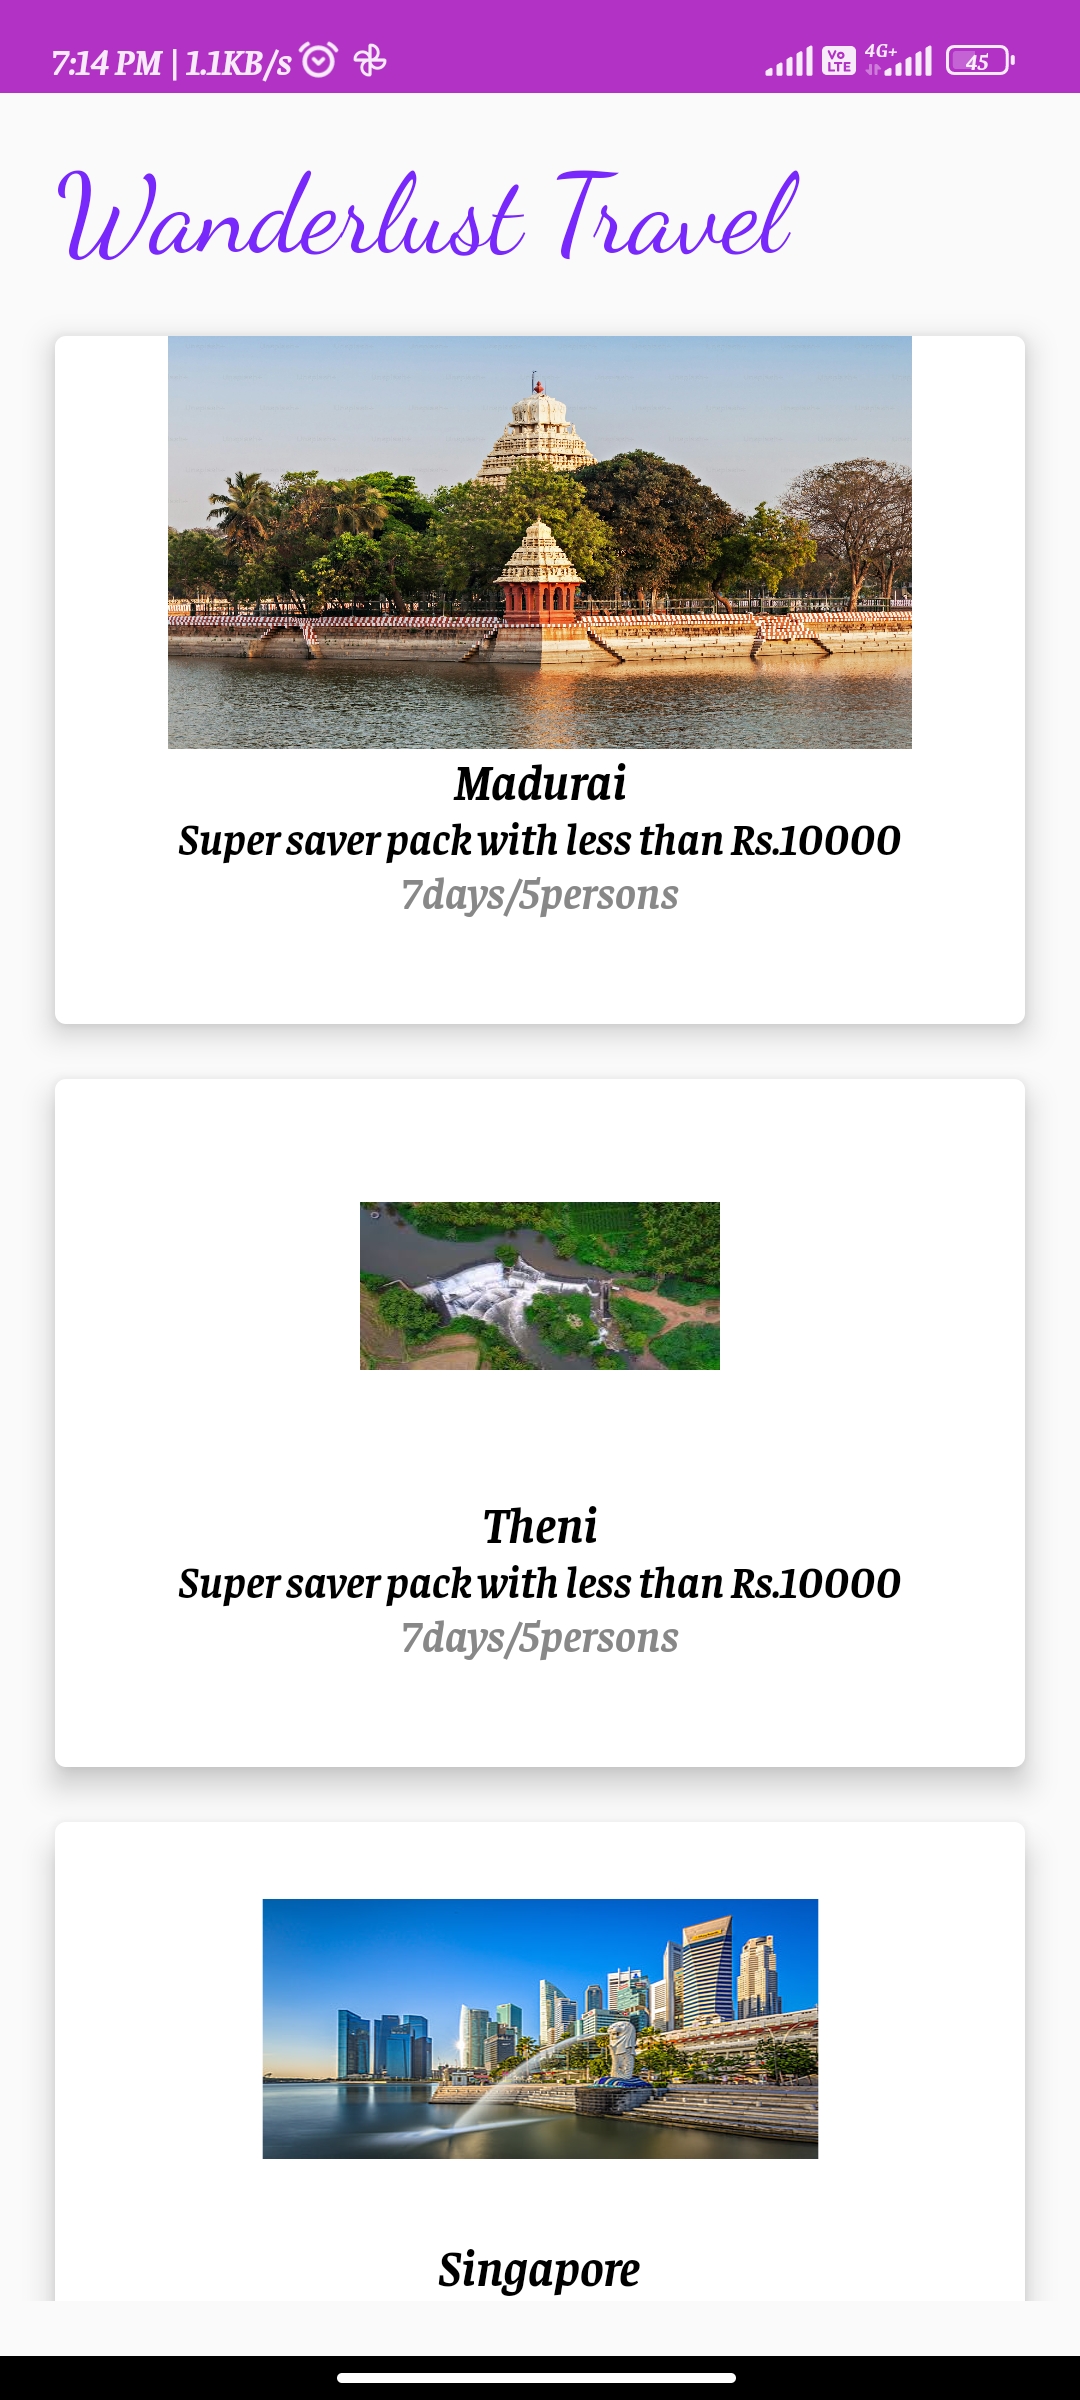 7:14 PM | 1.1KB/s
Vo LTE 4G+ 45
Wanderlust Travel
Madurai
Super saver pack with less than Rs.10000
7days/5persons
Theni
Super saver pack with less than Rs.10000
7days/5persons
Singapore